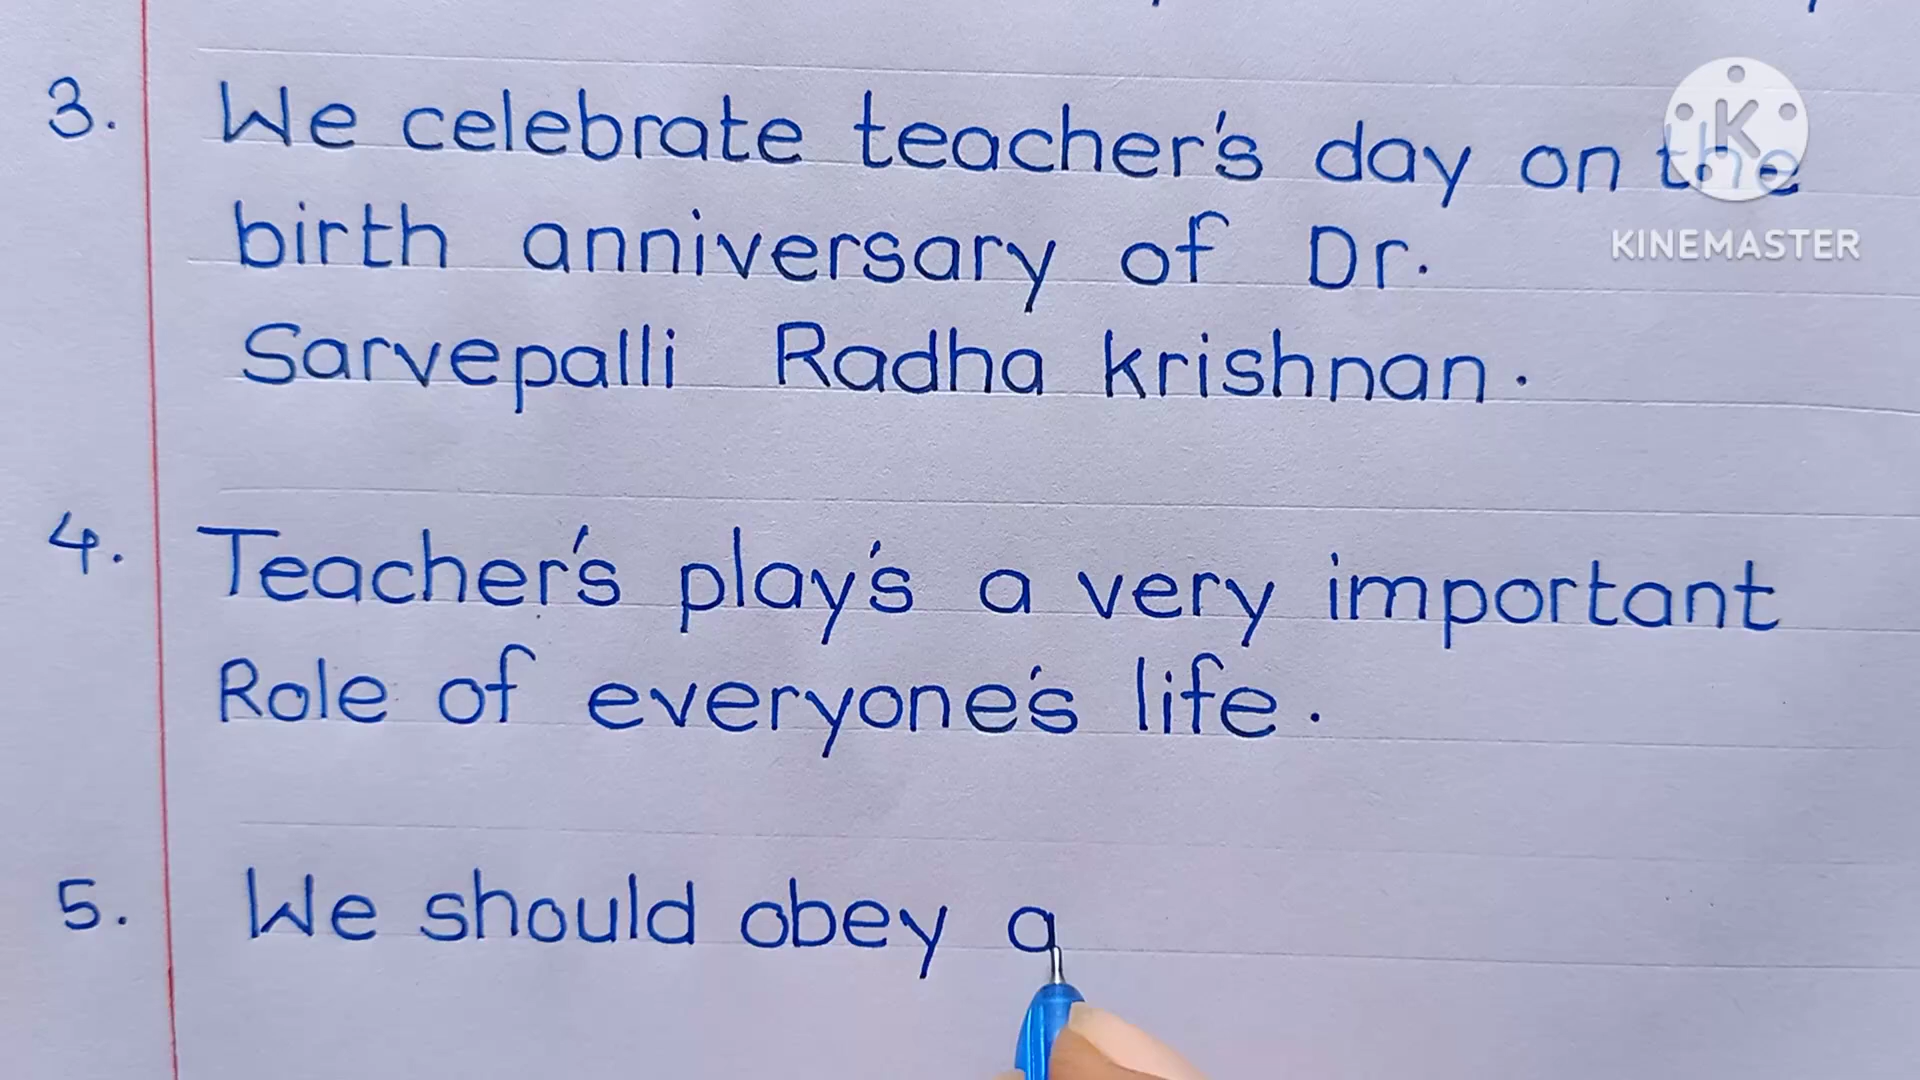 3. We celebrate teacher's day on the
birth anniversary of Dr.
Sarvepalli Radha krishnan.
4. Teacher's play's a very important
Role of everyone's life.
5. We should obey a
K
KINEMASTER